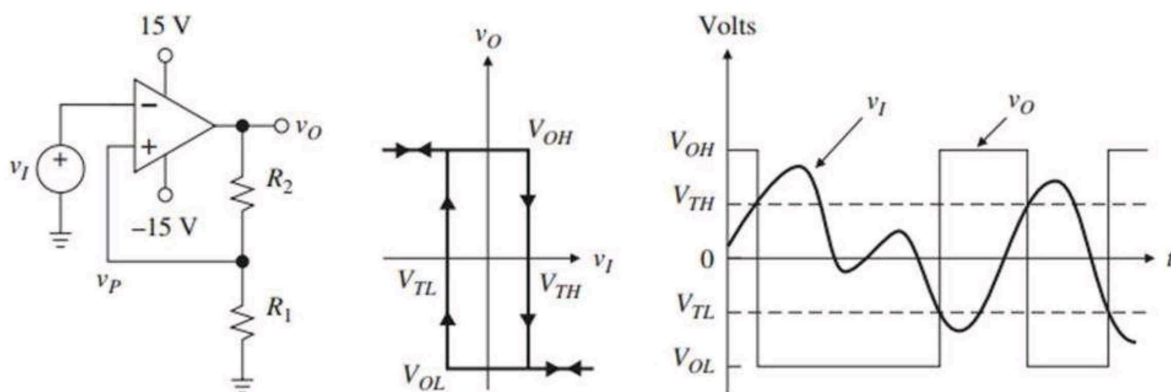 15 V
v_I
v_O
−15 V
R_2
v_P
R_1
v_O
V_OH
v_I
V_TL
V_TH
V_OL
Volts
v_I
v_O
V_OH
V_TH
0
t
V_TL
V_OL